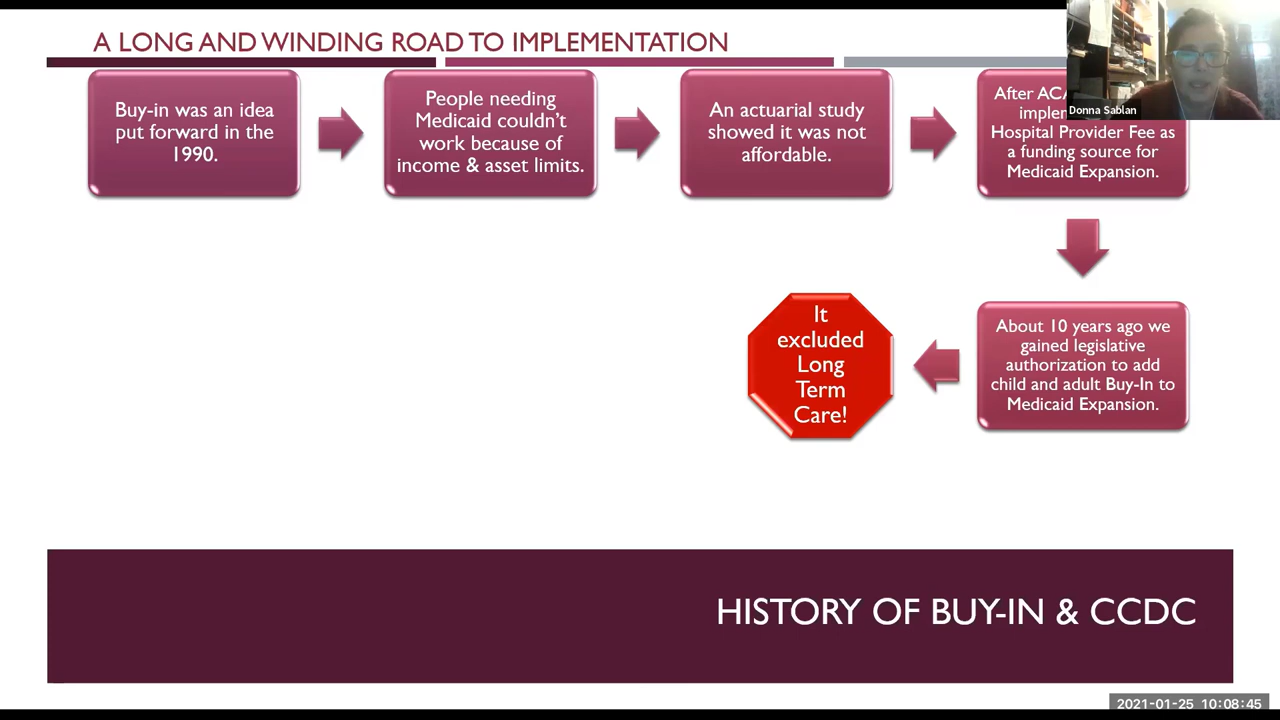 A LONG AND WINDING ROAD TO IMPLEMENTATION
Buy-in was an idea
put forward in the
1990.
People needing
Medicaid couldn't
work because of
income & asset limits.
An actuarial study
showed it was not
affordable.
After
Hospital Provider Fee as
a funding source for
Medicaid Expansion.
Donna Sablan
About 10 years ago we
gained legislative
authorization to add
child and adult Buy-In to
Medicaid Expansion.
It
excluded
Long
Term
Care!
HISTORY OF BUY-IN & CCDC
2021-01-25 10:08:45